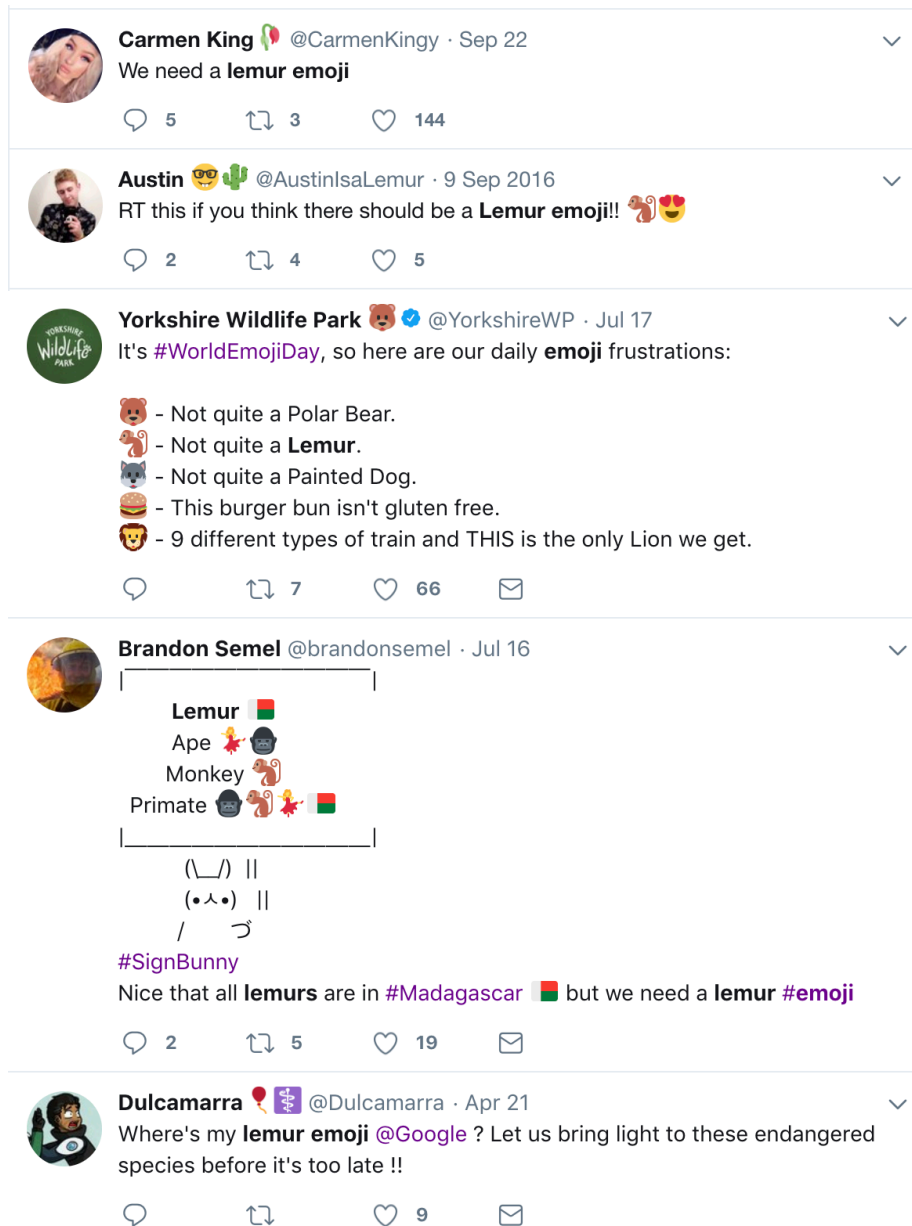 Carmen King 🥀 @CarmenKingy · Sep 22
We need a lemur emoji
5 3 144
Austin 🤓🌵 @AustinIsaLemur · 9 Sep 2016
RT this if you think there should be a Lemur emoji!! 🐒😍
2 4 5
YORKSHIRE
WildLife
PARK
Yorkshire Wildlife Park 🐻 @YorkshireWP · Jul 17
It's #WorldEmojiDay, so here are our daily emoji frustrations:
🐻 - Not quite a Polar Bear.
🐒 - Not quite a Lemur.
🐺 - Not quite a Painted Dog.
🍔 - This burger bun isn't gluten free.
🦁 - 9 different types of train and THIS is the only Lion we get.
7 66
Brandon Semel @brandonsemel · Jul 16
|￣￣￣￣￣￣￣￣￣￣￣|
Lemur 🇲🇬
Ape 💃🦍
Monkey 🐒
Primate 🦍🐒💃🇲🇬
|＿＿＿＿＿＿＿＿＿＿＿|
(\__/) ||
(•ㅅ•) ||
/ づ
#SignBunny
Nice that all lemurs are in #Madagascar 🇲🇬 but we need a lemur #emoji
2 5 19
Dulcamarra 🎈⚕️ @Dulcamarra · Apr 21
Where's my lemur emoji @Google ? Let us bring light to these endangered
species before it's too late !!
9